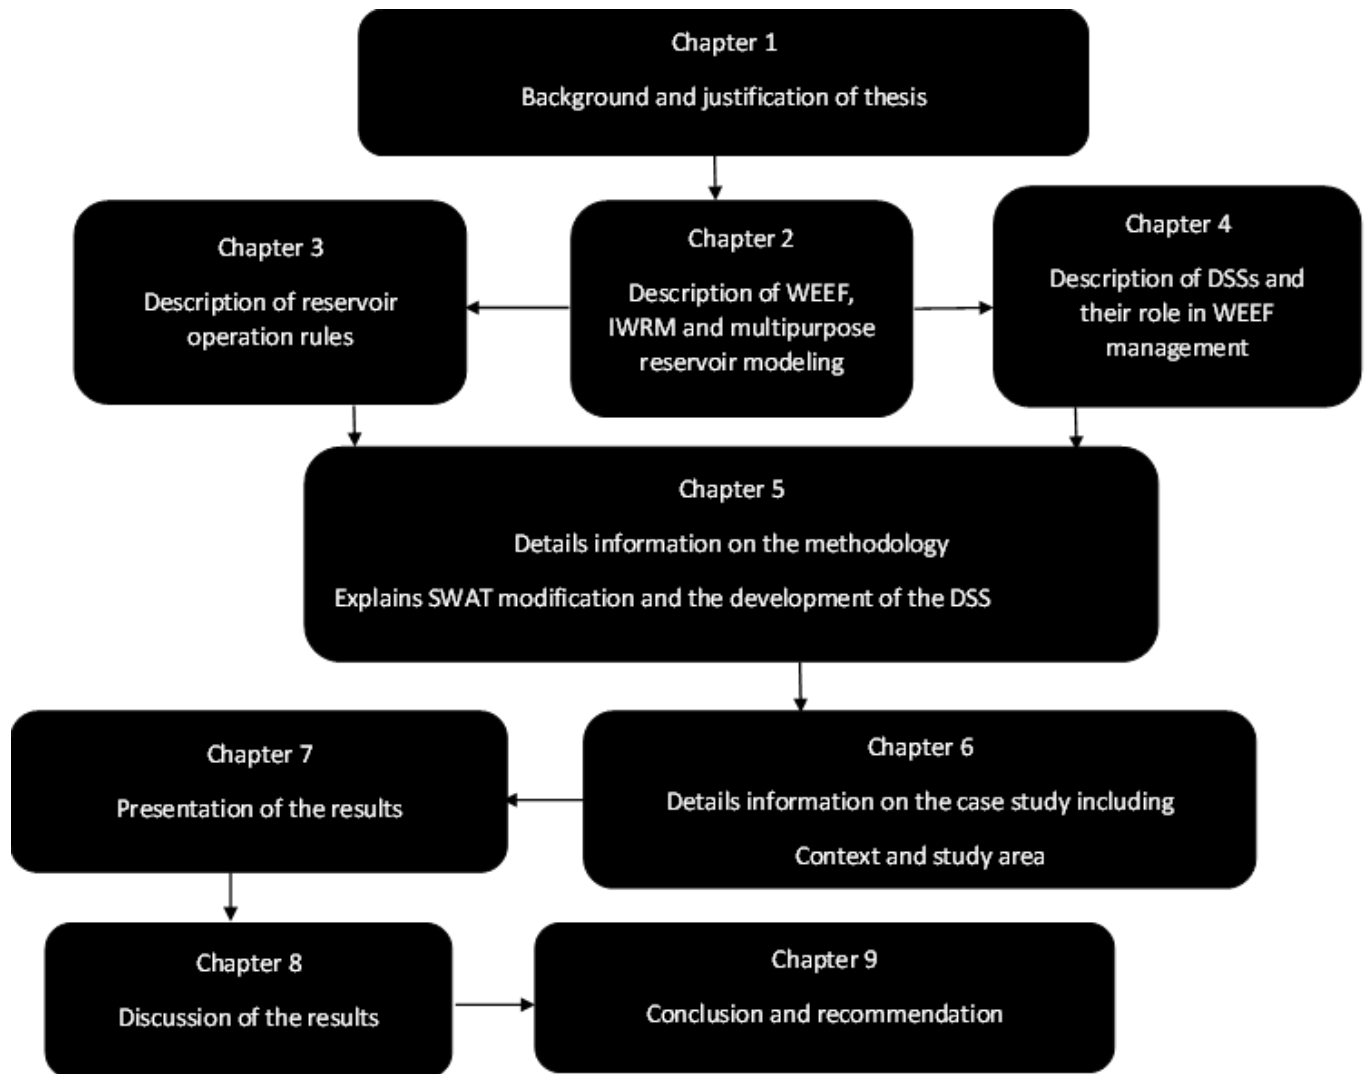 Chapter 1
Background and justification of thesis
Chapter 3
Description of reservoir
operation rules
Chapter 2
Description of WEEF,
IWRM and multipurpose
reservoir modeling
Chapter 4
Description of DSSs and
their role in WEEF
management
Chapter 5
Details information on the methodology
Explains SWAT modification and the development of the DSS
Chapter 7
Presentation of the results
Chapter 6
Details information on the case study including
Context and study area
Chapter 8
Discussion of the results
Chapter 9
Conclusion and recommendation